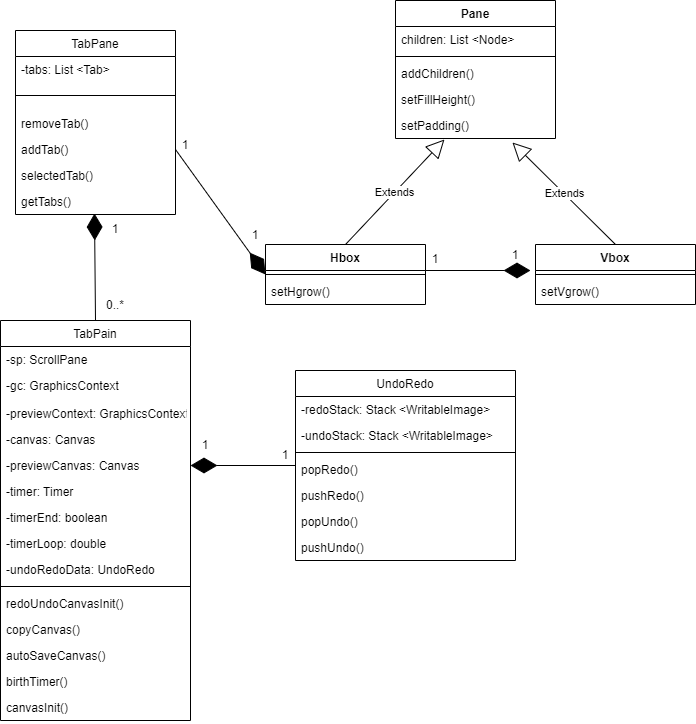 TabPane
-tabs: List <Tab>
removeTab()
addTab()
selectedTab()
getTabs()
Pane
children: List <Node>
addChildren()
setFillHeight()
setPadding()
1
1
Extends
Extends
1
0..*
Hbox
setHgrow()
1
1
Vbox
setVgrow()
TabPain
-sp: ScrollPane
-gc: GraphicsContext
-previewContext: GraphicsContext
-canvas: Canvas
-previewCanvas: Canvas
-timer: Timer
-timerEnd: boolean
-timerLoop: double
-undoRedoData: UndoRedo
redoUndoCanvasInit()
copyCanvas()
autoSaveCanvas()
birthTimer()
canvasInit()
1
1
UndoRedo
-redoStack: Stack <WritableImage>
-undoStack: Stack <WritableImage>
popRedo()
pushRedo()
popUndo()
pushUndo()